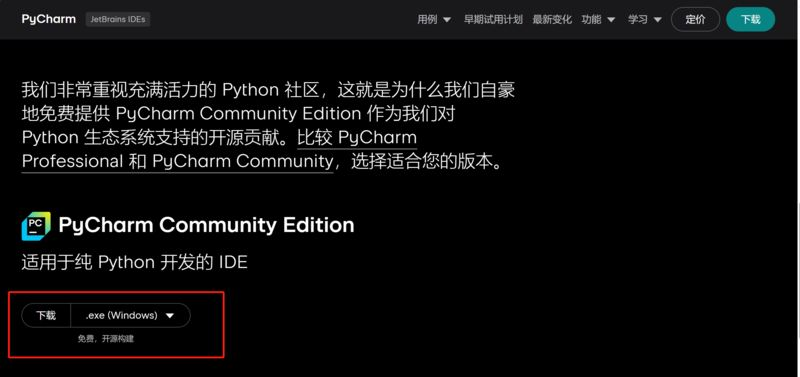 PyCharm JetBrains IDEs 用例 早期试用计划 最新变化 功能 学习 定价 下载
我们非常重视充满活力的 Python 社区，这就是为什么我们自豪
地免费提供 PyCharm Community Edition 作为我们对
Python 生态系统支持的开源贡献。比较 PyCharm
Professional 和 PyCharm Community，选择适合您的版本。
PC PyCharm Community Edition
适用于纯 Python 开发的 IDE
下载 .exe (Windows)
免费，开源构建